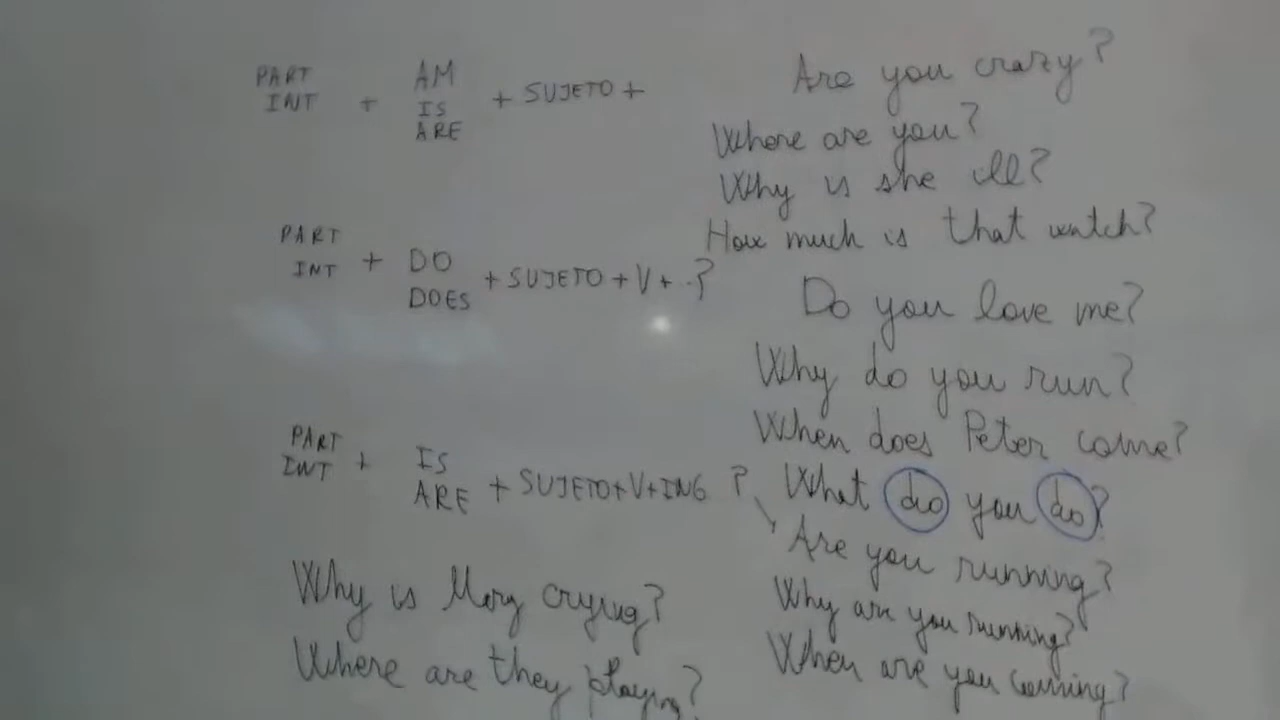 PART INT + AM IS ARE + SUJETO +
Are you crazy?
Where are you?
Why is she ill?
How much is that watch?
PART INT + DO DOES + SUJETO + V + ..?
Do you love me?
Why do you run?
When does Peter come?
What do you do?
PART INT + IS ARE + SUJETO+V+ING ?
Are you running?
Why are you running?
When are you coming?
Why is Mary crying?
Where are they playing?